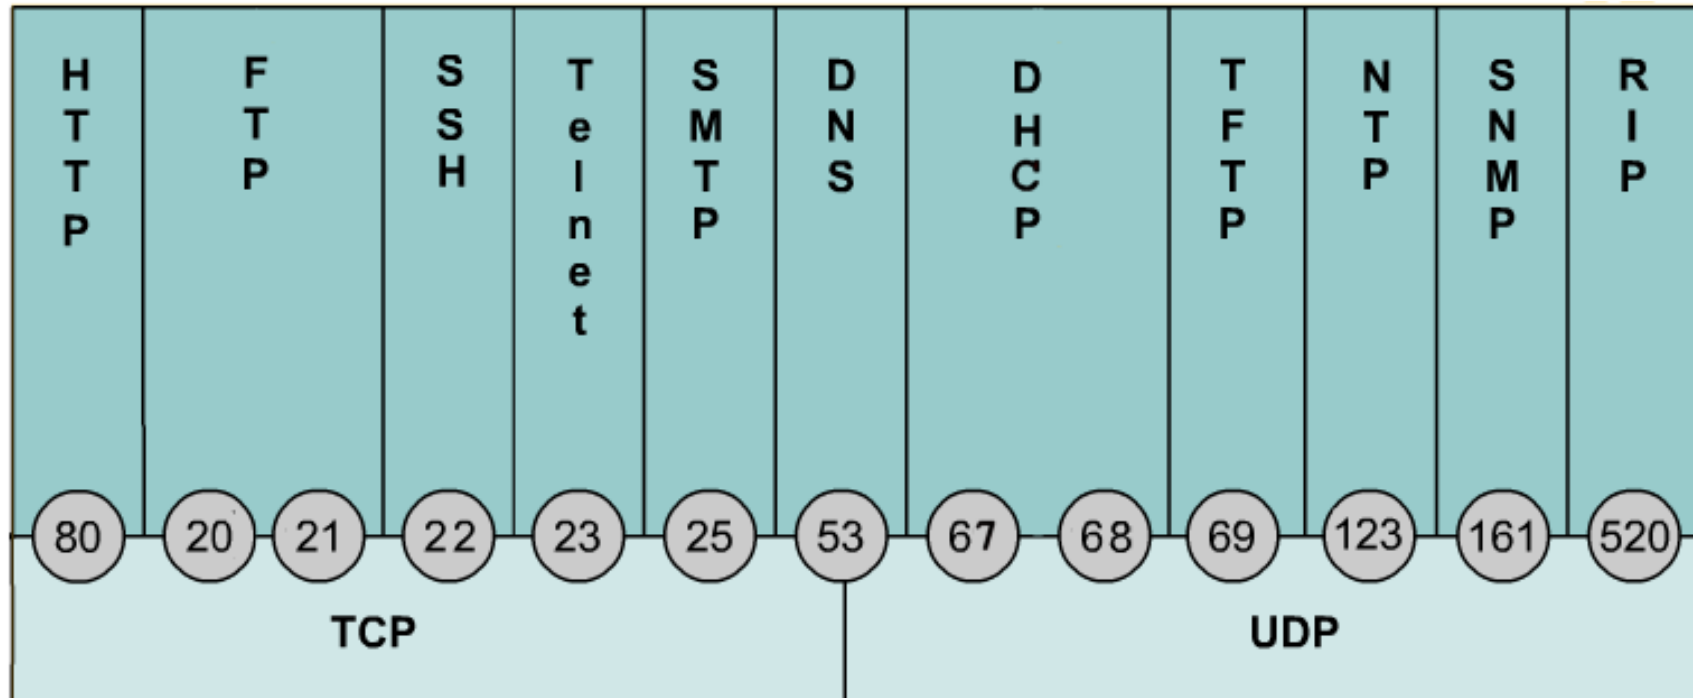 HTTP
FTP
SSH
Telnet
SMTP
DNS
DHCP
TFTP
NTP
SNMP
RIP
80 20 21 22 23 25 53 67 68 69 123 161 520
TCP UDP